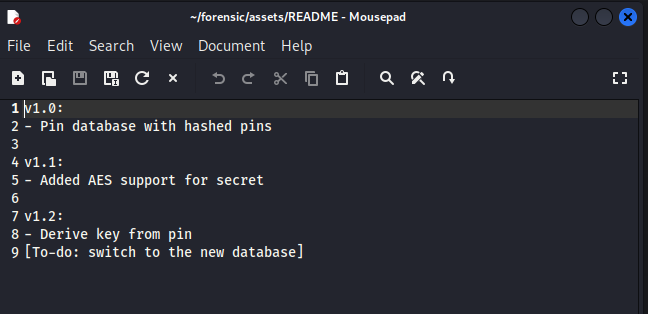 ~/forensic/assets/README - Mousepad
File Edit Search View Document Help
1 v1.0:
2 - Pin database with hashed pins
3
4 v1.1:
5 - Added AES support for secret
6
7 v1.2:
8 - Derive key from pin
9 [To-do: switch to the new database]